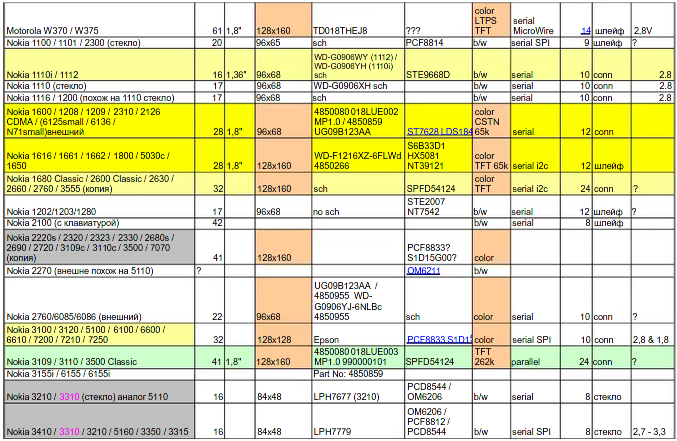 Motorola W370 / W375 61 1,8" 128x160 TD018THEJ8 ??? color LTPS TFT serial MicroWire 14 шлейф 2,8V
Nokia 1100 / 1101 / 2300 (стекло) 20 96x65 sch PCF8814 b/w serial SPI 9 шлейф ?
Nokia 1110i / 1112 16 1,36" 96x68 WD-G0906WY (1112) / WD-G0906YH (1110i) sch STE9668D b/w serial 10 conn 2.8
Nokia 1110 (стекло) 17 96x68 WD-G906XH sch b/w serial 10 conn 2.8
Nokia 1116 / 1200 (похож на 1110 стекло) 17 96x68 sch b/w serial 10 conn 2.8
Nokia 1600 / 1208 / 1209 / 2310 / 2126 CDMA / (6125small / 6136 / N71small)внешний 28 1,8" 96x68 4850080 018LUE002 MP1.0 / 4850859 UG09B123AA ST7628 LDS184 color CSTN 65k serial 12 conn
Nokia 1616 / 1661 / 1662 / 1800 / 5030c / 1650 28 1,8" 128x160 WD-F1216XZ-6FLWd 4850266 S6B33D1 HX5081 NT39121 color TFT 65k serial i2c 12 шлейф
Nokia 1680 Classic / 2600 Classic / 2630 / 2660 / 2760 / 3555 (копия) 32 128x160 sch SPFD54124 color TFT serial i2c 24 conn ?
Nokia 1202/1203/1280 17 96x68 no sch STE2007 NT7542 b/w serial 12 шлейф ?
Nokia 2100 (с клавиатурой) 42 b/w serial 8 шлейф
Nokia 2220s / 2320 / 2323 / 2330 / 2680s / 2690 / 2720 / 3109c / 3110c / 3500 / 7070 (копия) 41 128x160 PCF8833? S1D15G00? color
Nokia 2270 (внешне похож на 5110) ? OM6211 b/w
Nokia 2760/6085/6086 (внешний) 22 96x68 UG09B123AA / 4850955 WD-G0906YJ-6NLBc 4850955 sch color serial 10 conn ?
Nokia 3100 / 3120 / 5100 / 6100 / 6600 / 6610 / 7200 / 7210 / 7250 32 128x128 Epson PCF8833 S1D15 color serial SPI 10 conn 2,8 & 1,8
Nokia 3109 / 3110 / 3500 Classic 41 1,8" 128x160 4850080 018LUE003 MP1.0 990000101 SPFD54124 TFT 262k parallel 24 conn ?
Nokia 3155i / 6155 / 6155i Part No: 4850859
Nokia 3210 / 3310 (стекло) аналог 5110 16 84x48 LPH7677 (3210) PCD8544 / OM6206 b/w serial 8 стекло
Nokia 3410 / 3310 / 3210 / 5160 / 3350 / 3315 16 84x48 LPH7779 OM6206 / PCF8812 / PCD8544 b/w serial SPI 8 стекло 2,7 - 3,3